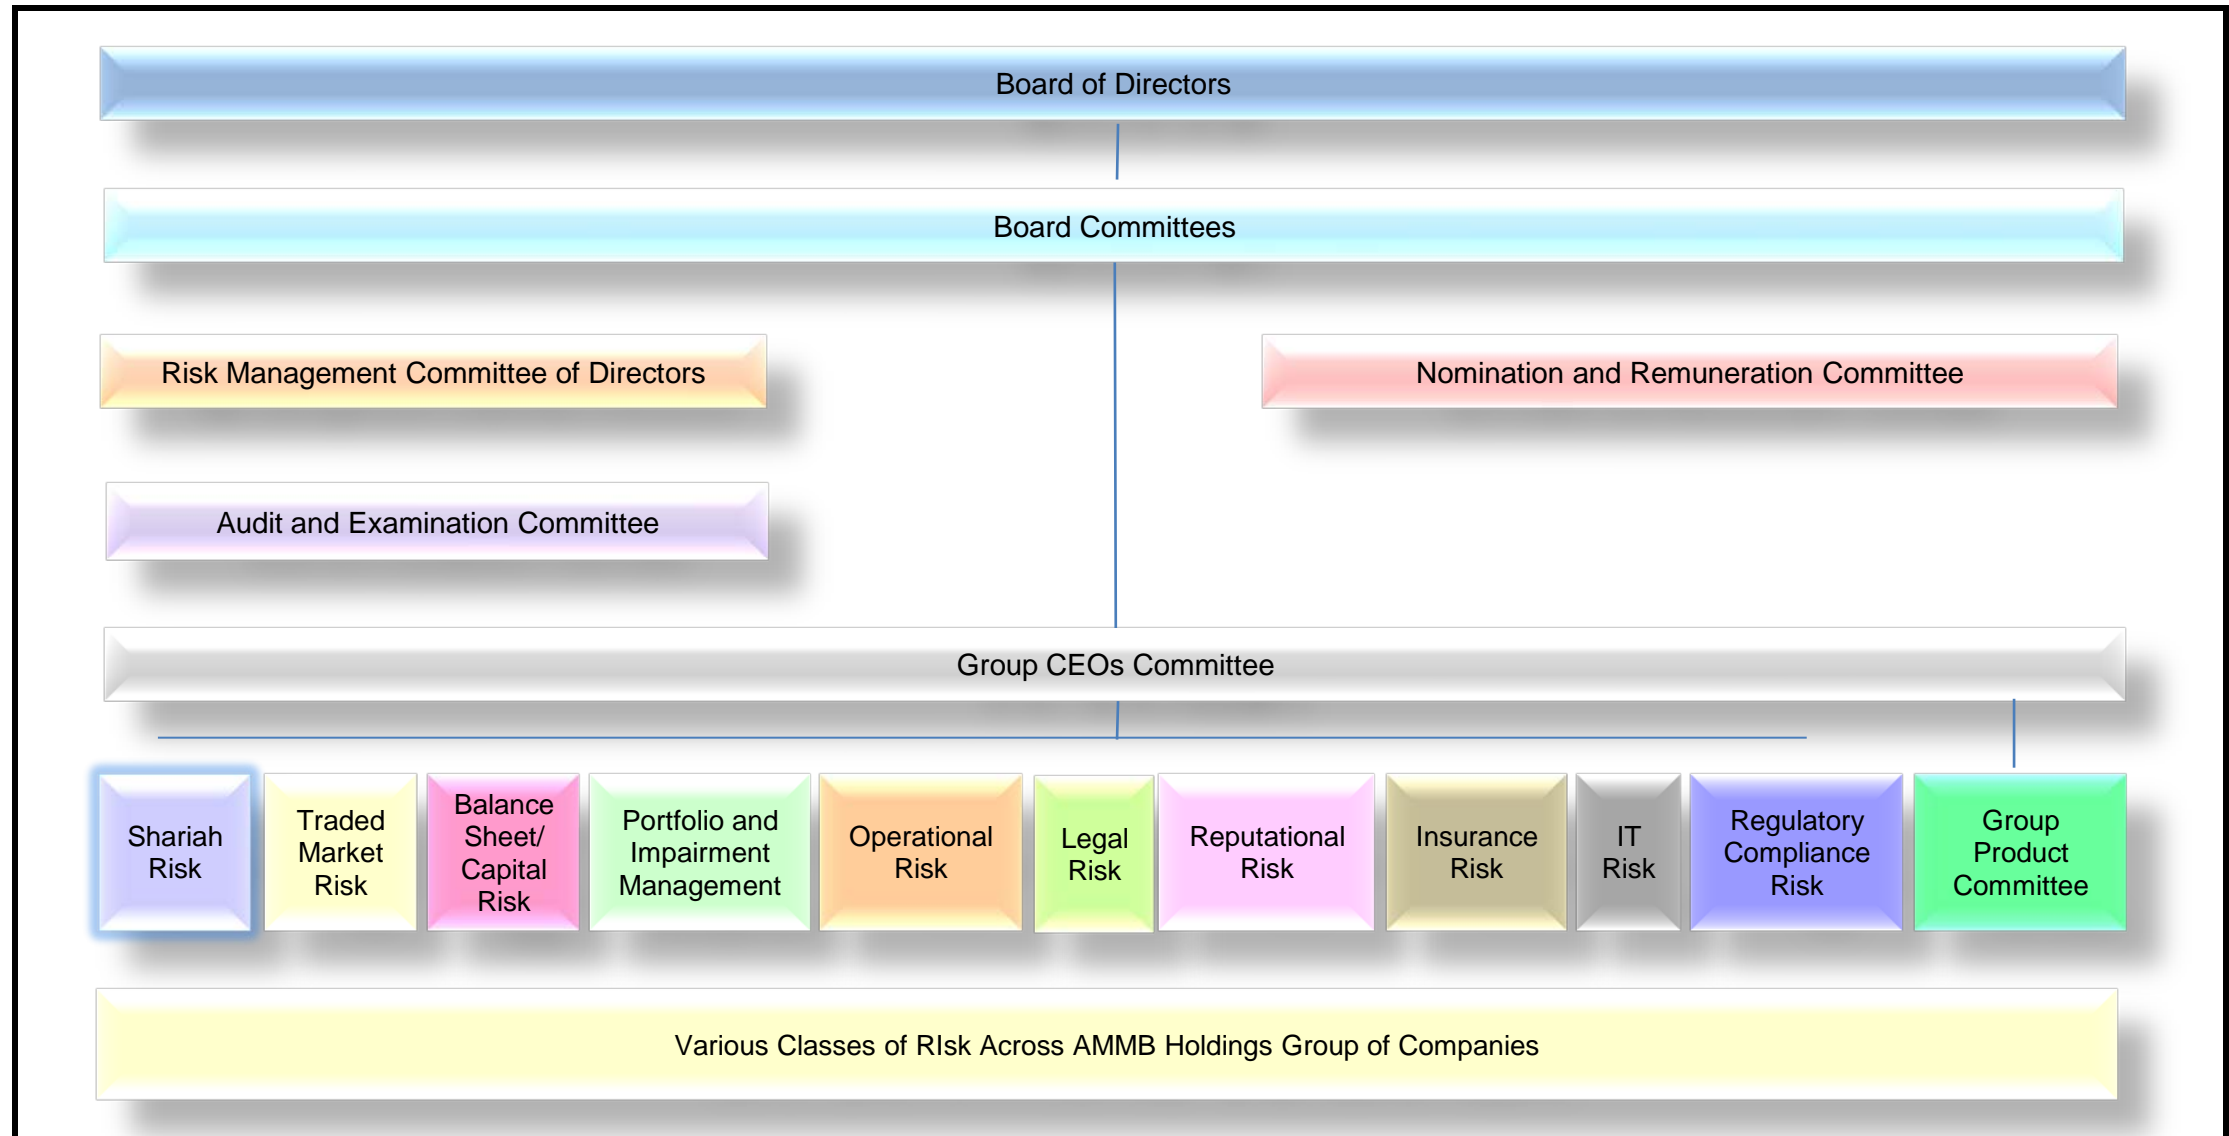 Board of Directors
Board Committees
Risk Management Committee of Directors
Nomination and Remuneration Committee
Audit and Examination Committee
Group CEOs Committee
Shariah
Risk
Traded
Market
Risk
Balance
Sheet/
Capital
Risk
Portfolio and
Impairment
Management
Operational
Risk
Legal
Risk
Reputational
Risk
Insurance
Risk
IT
Risk
Regulatory
Compliance
Risk
Group
Product
Committee
Various Classes of RIsk Across AMMB Holdings Group of Companies